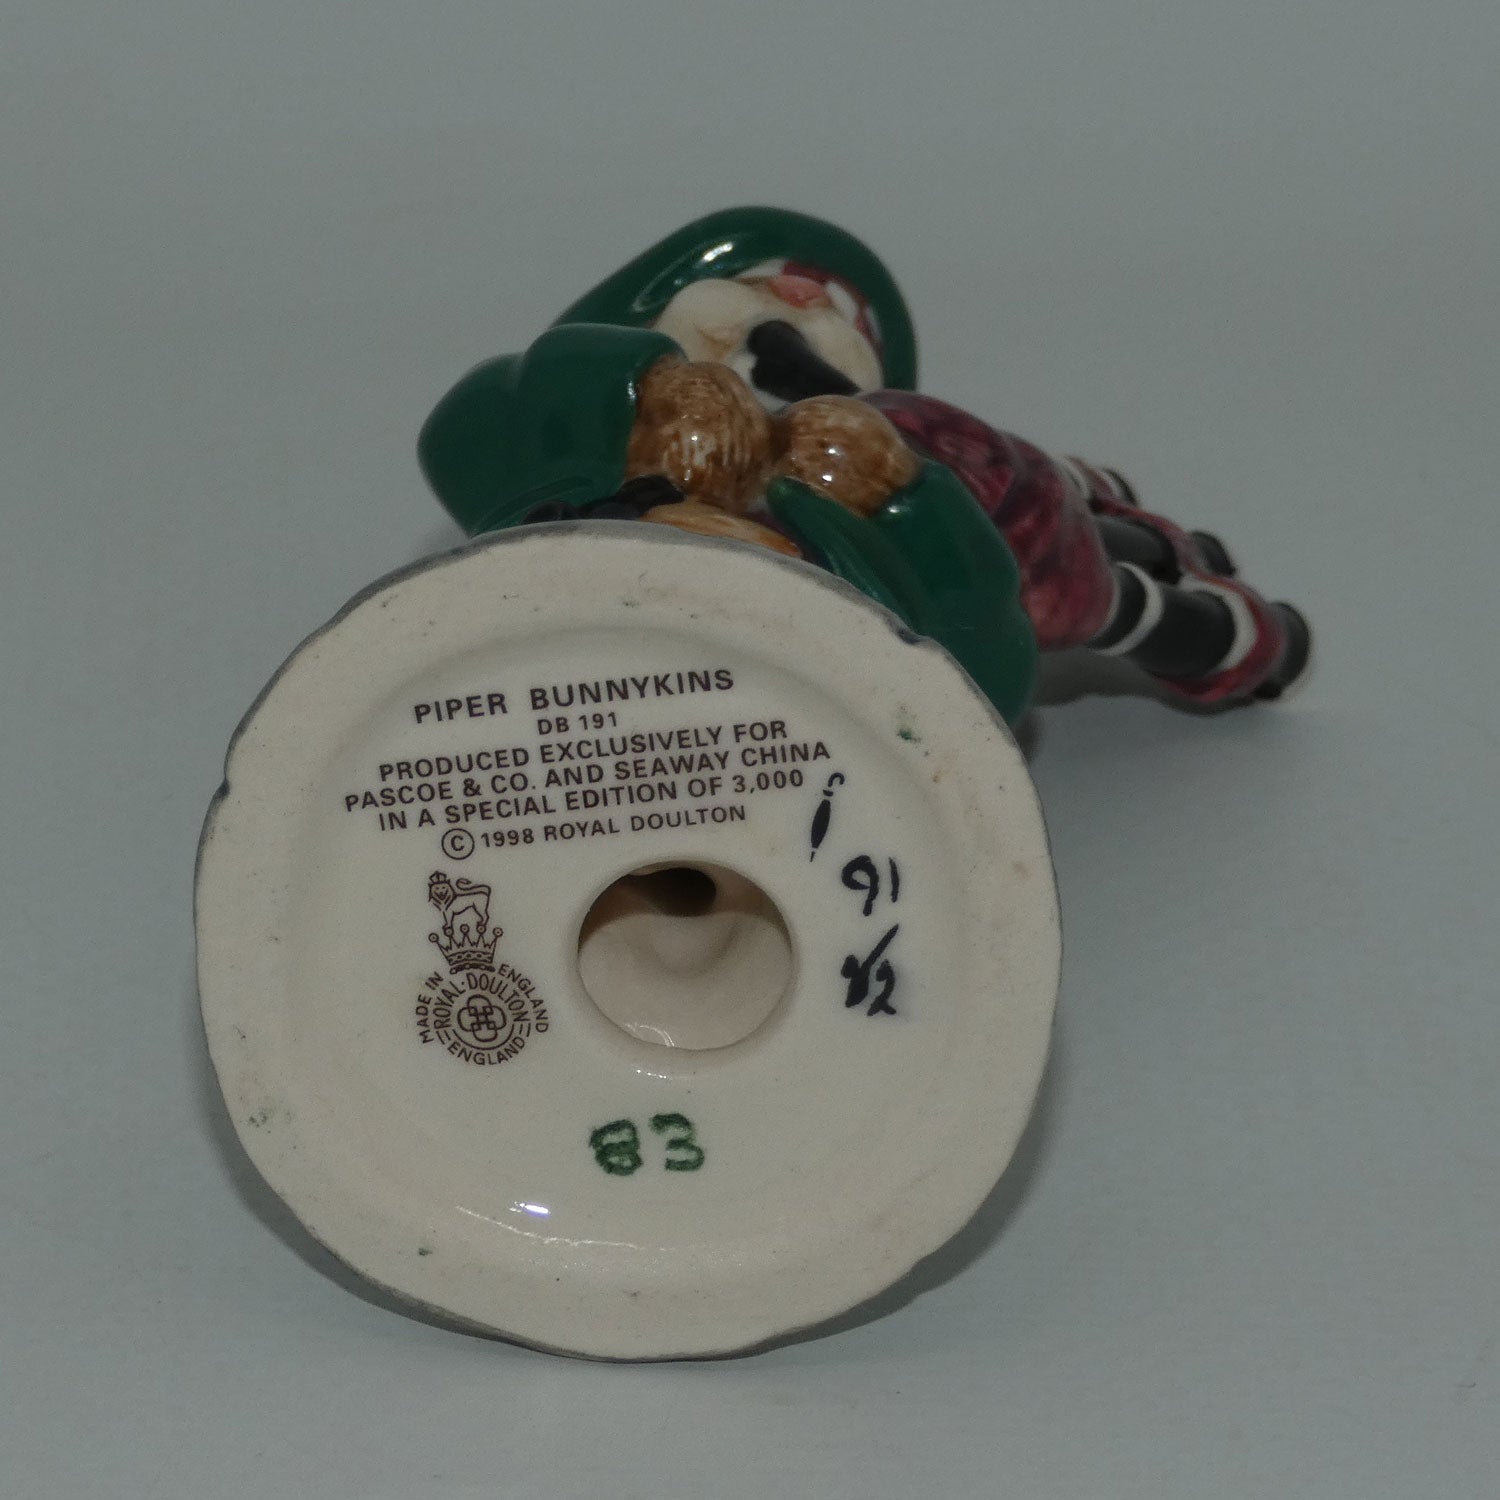 PIPER BUNNYKINS
DB 191
PRODUCED EXCLUSIVELY FOR
PASCOE & CO. AND SEAWAY CHINA
IN A SPECIAL EDITION OF 3,000
© 1998 ROYAL DOULTON
91
MADE IN ENGLAND
ROYAL·DOULTON
ENGLAND
83